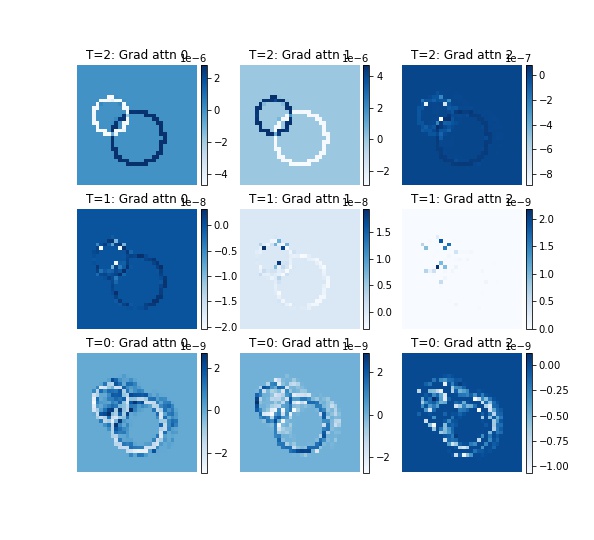 T=2: Grad attn 0
1e−6
2
0
−2
−4
T=2: Grad attn 1
1e−6
4
2
0
−2
T=2: Grad attn 2
1e−7
0
−2
−4
−6
−8
T=1: Grad attn 0
1e−8
0.0
−0.5
−1.0
−1.5
−2.0
T=1: Grad attn 1
1e−8
1.5
1.0
0.5
0.0
T=1: Grad attn 2
1e−9
2.0
1.5
1.0
0.5
0.0
T=0: Grad attn 0
1e−9
2
0
−2
T=0: Grad attn 1
1e−9
2
0
−2
T=0: Grad attn 2
1e−9
0.00
−0.25
−0.50
−0.75
−1.00